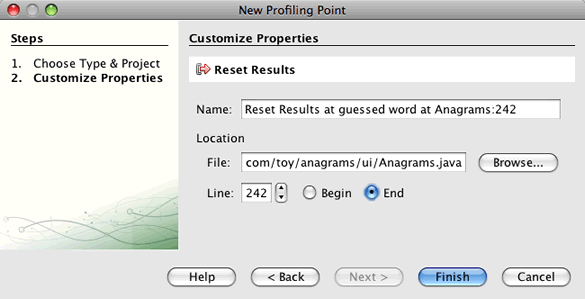 New Profiling Point
Steps
1. Choose Type & Project
2. Customize Properties
Customize Properties
Reset Results
Name: Reset Results at guessed word at Anagrams:242
Location
File: com/toy/anagrams/ui/Anagrams.java Browse...
Line: 242 Begin End
Help < Back Next > Finish Cancel